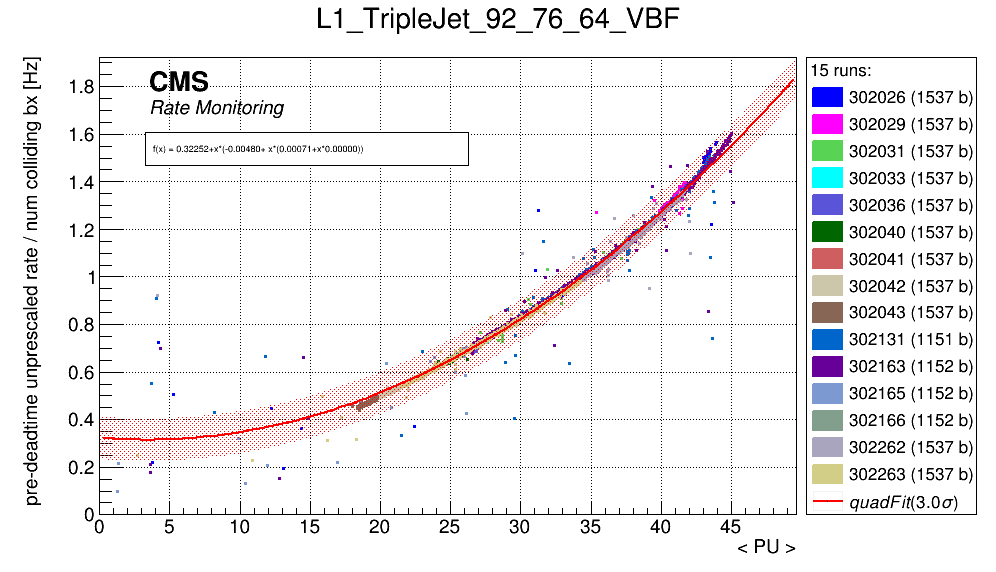 L1_TripleJet_92_76_64_VBF
pre-deadtime unprescaled rate / num colliding bx [Hz]
CMS
Rate Monitoring
f(x) = 0.32252+x*(-0.00480+ x*(0.00071+x*0.00000))
1.8
1.6
1.4
1.2
1
0.8
0.6
0.4
0.2
0
0 5 10 15 20 25 30 35 40 45
< PU >
15 runs:
302026 (1537 b)
302029 (1537 b)
302031 (1537 b)
302033 (1537 b)
302036 (1537 b)
302040 (1537 b)
302041 (1537 b)
302042 (1537 b)
302043 (1537 b)
302131 (1151 b)
302163 (1152 b)
302165 (1152 b)
302166 (1152 b)
302262 (1537 b)
302263 (1537 b)
quadFit(3.0σ)